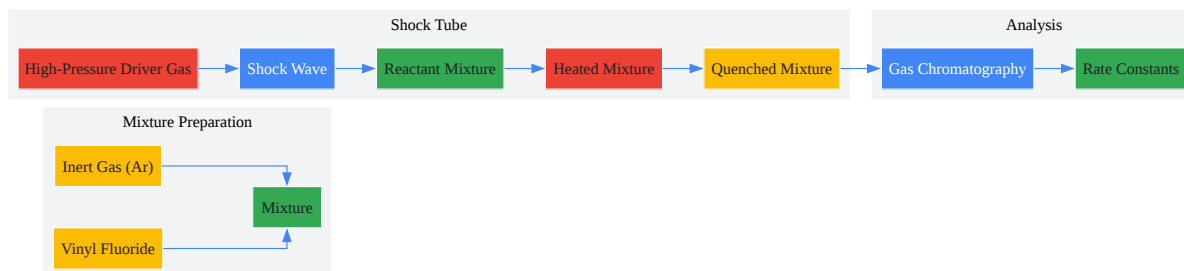 Shock Tube
High-Pressure Driver Gas
Shock Wave
Reactant Mixture
Heated Mixture
Quenched Mixture
Analysis
Gas Chromatography
Rate Constants
Mixture Preparation
Inert Gas (Ar)
Mixture
Vinyl Fluoride